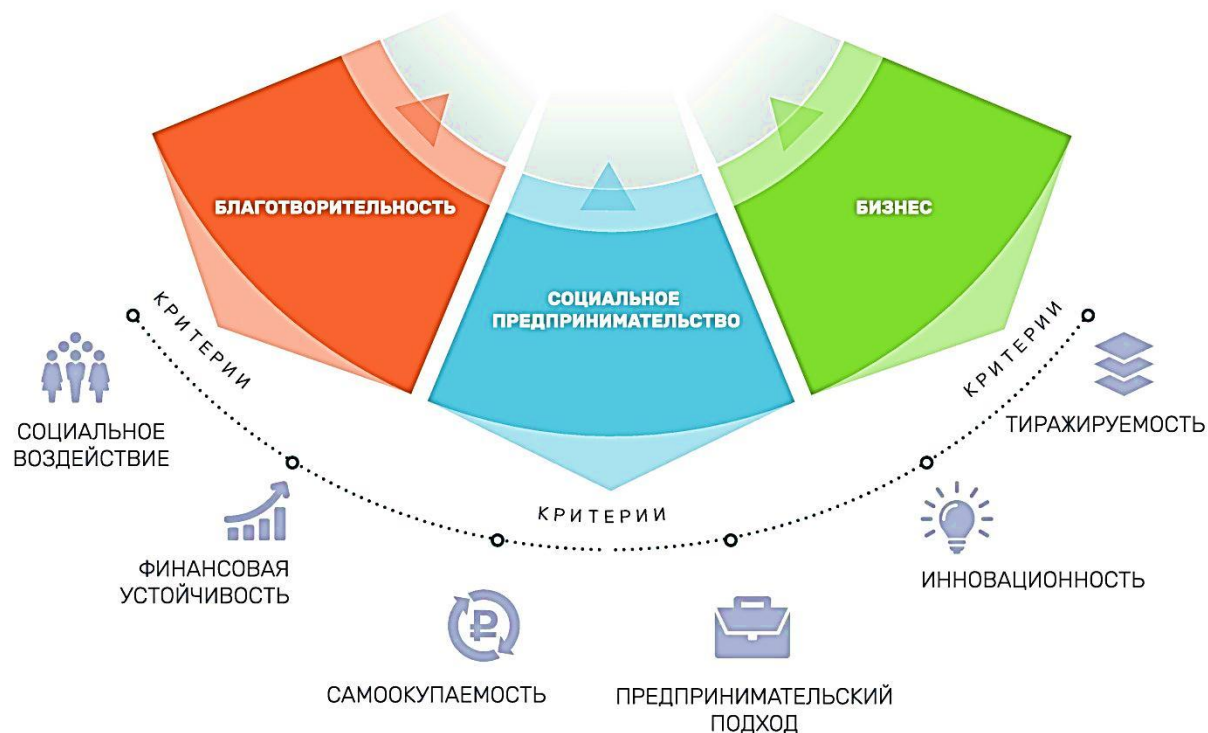 БЛАГОТВОРИТЕЛЬНОСТЬ
СОЦИАЛЬНОЕ
ПРЕДПРИНИМАТЕЛЬСТВО
БИЗНЕС
КРИТЕРИИ
КРИТЕРИИ
КРИТЕРИИ
СОЦИАЛЬНОЕ
ВОЗДЕЙСТВИЕ
ФИНАНСОВАЯ
УСТОЙЧИВОСТЬ
САМООКУПАЕМОСТЬ
ПРЕДПРИНИМАТЕЛЬСКИЙ
ПОДХОД
ИННОВАЦИОННОСТЬ
ТИРАЖИРУЕМОСТЬ